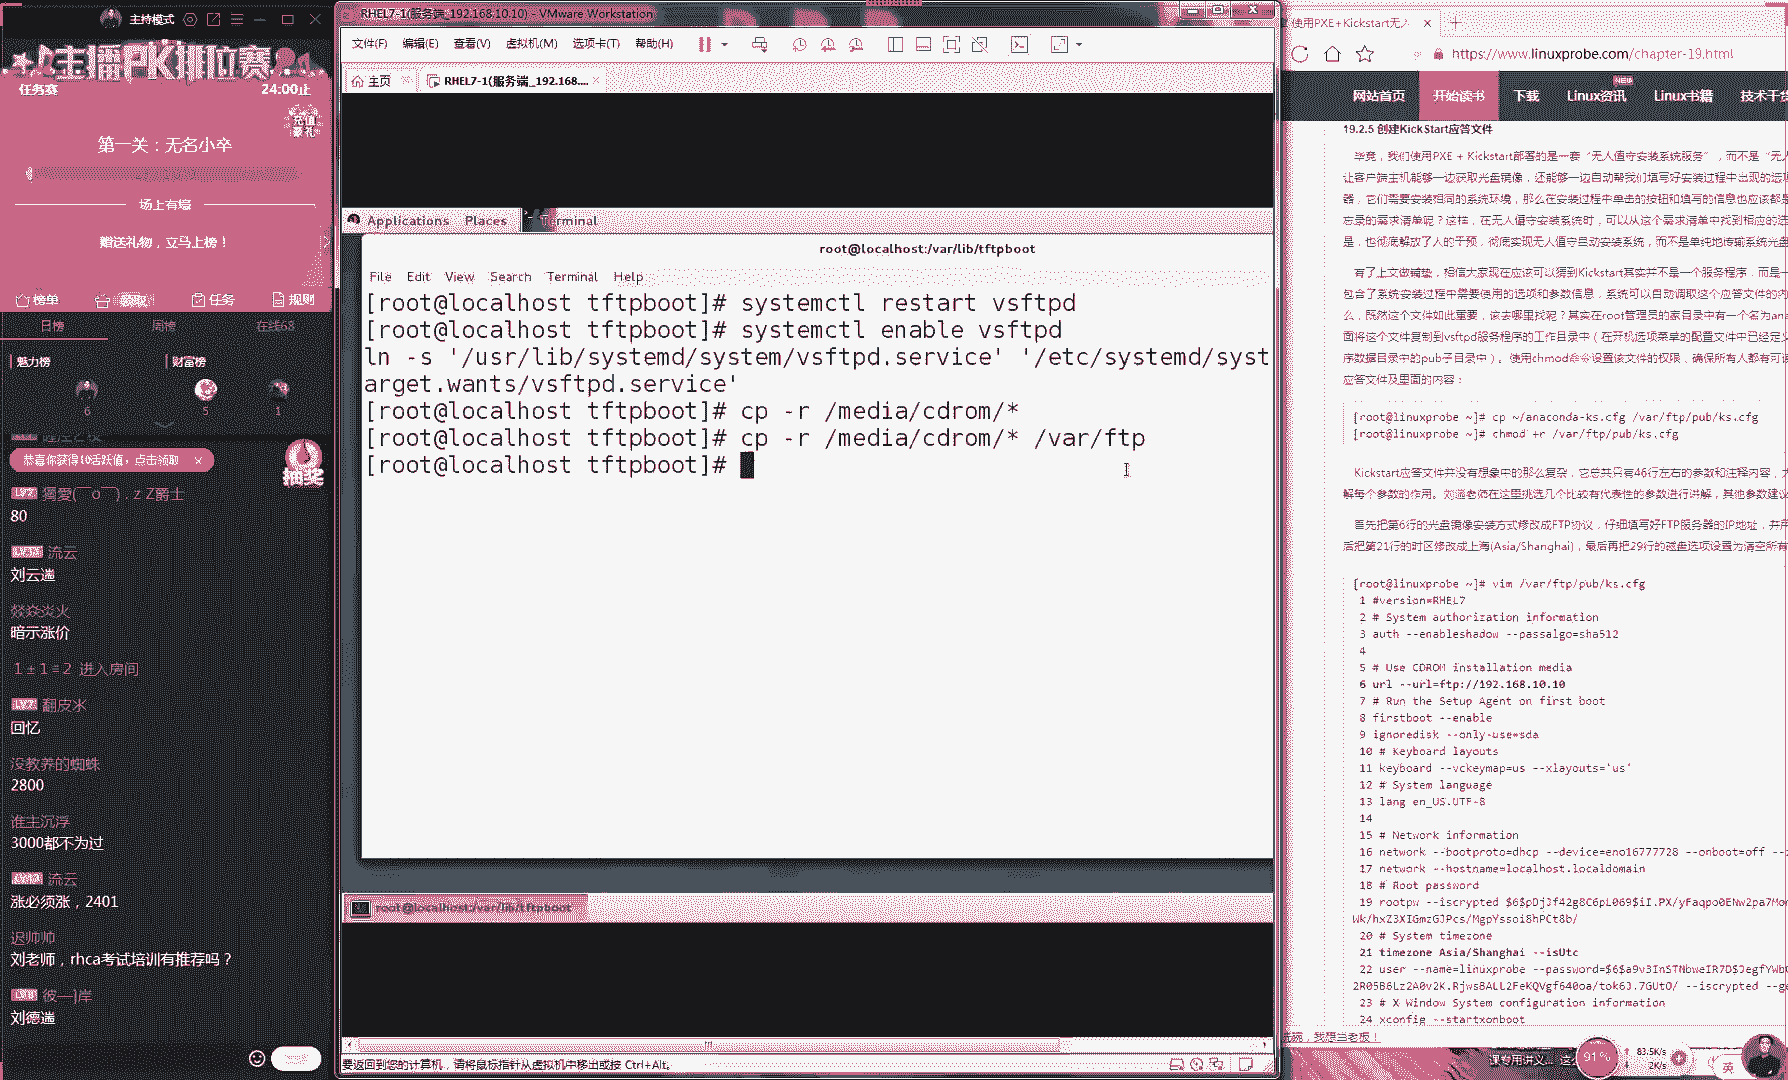 主持模式
主播PK排位赛
任务赛
24:00止
充值豪礼
第一关：无名小卒
场上有壕
赠送礼物，立马上榜！
榜单
任务
规则
日榜
周榜
在线68
魅力榜
财富榜
6
5
1
恭喜你获得10活跃值，点击领取
抽奖
80
流云
刘云遄
燚焱炎火
暗示涨价
1+1=2 进入房间
翻皮水
回忆
没教养的蜘蛛
2800
谁主沉浮
3000都不为过
流云
涨必须涨，2401
迟帅帅
刘老师，rhca考试培训有推荐吗？
刘德遄
RHEL7-1(服务端_192.168.10.10) - VMware Workstation
文件(F) 编辑(E) 查看(V) 虚拟机(M) 选项卡(T) 帮助(H)
主页
RHEL7-1(服务端_192.168....
Applications Places Terminal
root@localhost:/var/lib/tftpboot
File Edit View Search Terminal Help
[root@localhost tftpboot]# systemctl restart vsftpd
[root@localhost tftpboot]# systemctl enable vsftpd
ln -s '/usr/lib/systemd/system/vsftpd.service' '/etc/systemd/syst
arget.wants/vsftpd.service'
[root@localhost tftpboot]# cp -r /media/cdrom/*
[root@localhost tftpboot]# cp -r /media/cdrom/* /var/ftp
[root@localhost tftpboot]#
root@localhost:/var/lib/tftpboot
要返回到您的计算机，请将鼠标指针从虚拟机中移出或按 Ctrl+Alt。
使用PXE+Kickstart无人
https://www.linuxprobe.com/chapter-19.html
网站首页
开始读书
下载
Linux资讯
Linux书籍
技术干货
19.2.5 创建KickStart应答文件
毕竟，我们使用PXE + Kickstart部署的是一套“无人值守安装系统服务”，而不是“无人
让客户端主机能够一边获取光盘镜像，还能够一边自动帮我们填写好安装过程中出现的选项
器，它们需要安装相同的系统环境，那么在安装过程中单击的按钮和填写的信息也应该都是
忘录的需求清单呢？这样，在无人值守安装系统时，可以从这个需求清单中找到相应的选
是，也彻底解放了人的干预，彻底实现无人值守自动安装系统，而不是单纯地传输系统光盘
有了上文做铺垫，相信大家现在应该可以猜到Kickstart其实并不是一个服务程序，而是一
包含了系统安装过程中需要使用的选项和参数信息，系统可以自动调取这个应答文件的内
么，既然这个文件如此重要，该去哪里找呢？其实在root管理员的家目录中有一个名为ana
面将这个文件复制到vsftpd服务程序的工作目录中（在开机选项菜单的配置文件中已经定义
序数据目录中的pub子目录中）。使用chmod命令设置该文件的权限，确保所有人都有可读
应答文件及里面的内容：
[root@linuxprobe ~]# cp ~/anaconda-ks.cfg /var/ftp/pub/ks.cfg
[root@linuxprobe ~]# chmod +r /var/ftp/pub/ks.cfg
Kickstart应答文件并没有想象中的那么复杂，它总共只有46行左右的参数和注释内容，大
解每个参数的作用。刘遄老师在这里挑选几个比较有代表性的参数进行讲解，其他参数建议
首先把第6行的光盘镜像安装方式修改成FTP协议，仔细填写好FTP服务器的IP地址，并用
后把第21行的时区修改成上海(Asia/Shanghai)，最后再把29行的磁盘选项设置为清空所有
[root@linuxprobe ~]# vim /var/ftp/pub/ks.cfg
1 #version=RHEL7
2 # System authorization information
3 auth --enableshadow --passalgo=sha512
4
5 # Use CDROM installation media
6 url --url=ftp://192.168.10.10
7 # Run the Setup Agent on first boot
8 firstboot --enable
9 ignoredisk --only-use=sda
10 # Keyboard layouts
11 keyboard --vckeymap=us --xlayouts='us'
12 # System language
13 lang en_US.UTF-8
14
15 # Network information
16 network --bootproto=dhcp --device=eno16777728 --onboot=off
17 network --hostname=localhost.localdomain
18 # Root password
19 rootpw --iscrypted
20 # System timezone
21 timezone Asia/Shanghai --isUtc
22 user --name=linuxprobe
--iscrypted
23 # X Window System configuration information
24 xconfig --startxonboot
我想当老板！
91%
83.5K/s
2K/s
英